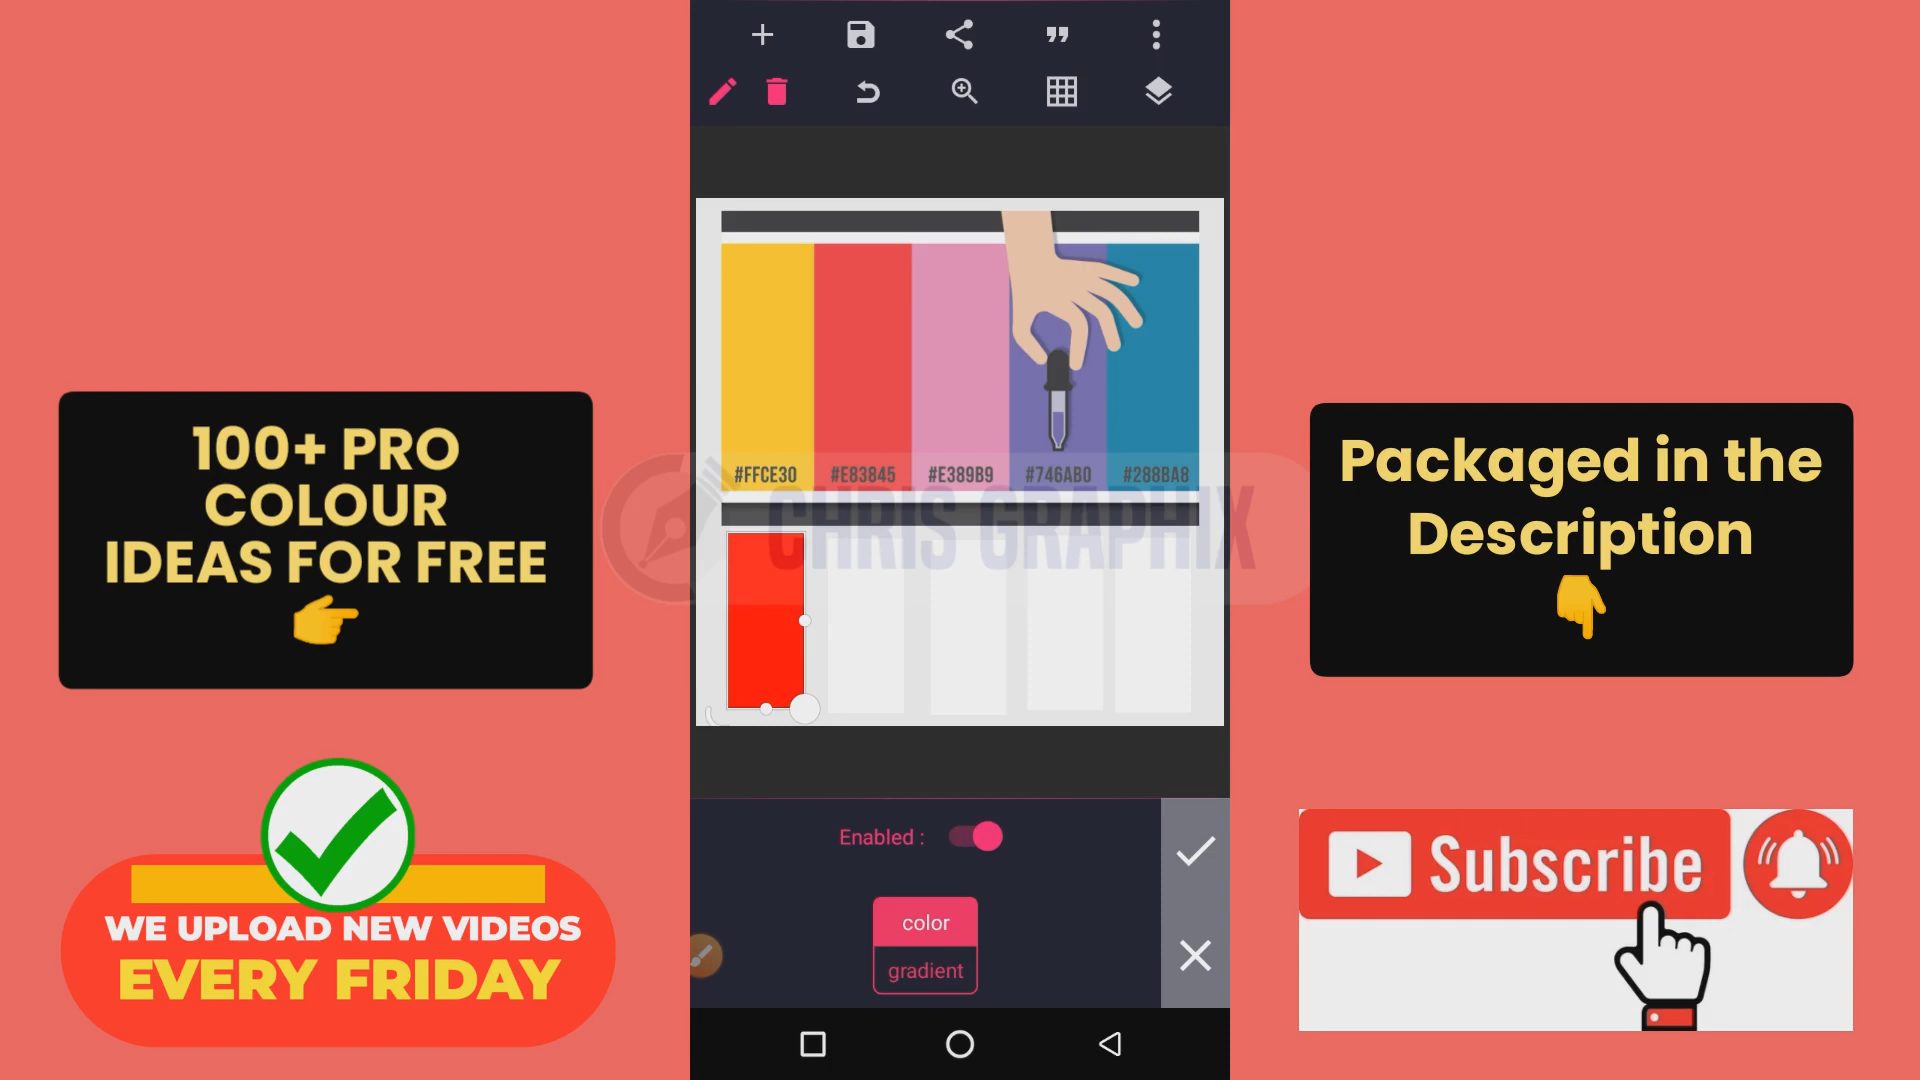 100+ PRO
COLOUR
IDEAS FOR FREE
WE UPLOAD NEW VIDEOS
EVERY FRIDAY
#FFCE30 #E83845 #E389B9 #746AB0 #288BA8
CHRIS GRAPHIX
Enabled :
color
gradient
Packaged in the
Description
Subscribe